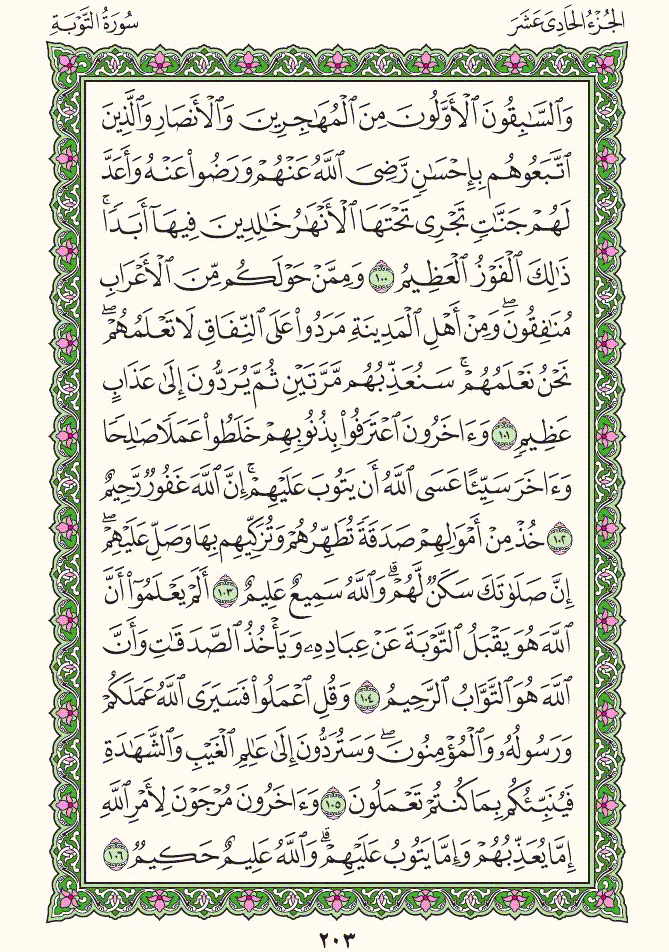 الجُزْءُ الحَادِىَ عَشَرَ
سُورَةُ التَّوْبَةِ
وَٱلسَّٰبِقُونَ ٱلْأَوَّلُونَ مِنَ ٱلْمُهَٰجِرِينَ وَٱلْأَنصَارِ وَٱلَّذِينَ
ٱتَّبَعُوهُم بِإِحْسَٰنٍ رَّضِىَ ٱللَّهُ عَنْهُمْ وَرَضُوا۟ عَنْهُ وَأَعَدَّ
لَهُمْ جَنَّٰتٍ تَجْرِى تَحْتَهَا ٱلْأَنْهَٰرُ خَٰلِدِينَ فِيهَآ أَبَدًا ۚ
ذَٰلِكَ ٱلْفَوْزُ ٱلْعَظِيمُ ١٠٠ وَمِمَّنْ حَوْلَكُم مِّنَ ٱلْأَعْرَابِ
مُنَٰفِقُونَ ۖ وَمِنْ أَهْلِ ٱلْمَدِينَةِ مَرَدُوا۟ عَلَى ٱلنِّفَاقِ لَا تَعْلَمُهُمْ ۖ
نَحْنُ نَعْلَمُهُمْ ۚ سَنُعَذِّبُهُم مَّرَّتَيْنِ ثُمَّ يُرَدُّونَ إِلَىٰ عَذَابٍ
عَظِيمٍ ١٠١ وَءَاخَرُونَ ٱعْتَرَفُوا۟ بِذُنُوبِهِمْ خَلَطُوا۟ عَمَلًا صَٰلِحًا
وَءَاخَرَ سَيِّئًا عَسَى ٱللَّهُ أَن يَتُوبَ عَلَيْهِمْ ۚ إِنَّ ٱللَّهَ غَفُورٌ رَّحِيمٌ
١٠٢ خُذْ مِنْ أَمْوَٰلِهِمْ صَدَقَةً تُطَهِّرُهُمْ وَتُزَكِّيهِم بِهَا وَصَلِّ عَلَيْهِمْ ۖ
إِنَّ صَلَوٰتَكَ سَكَنٌ لَّهُمْ ۗ وَٱللَّهُ سَمِيعٌ عَلِيمٌ ١٠٣ أَلَمْ يَعْلَمُوٓا۟ أَنَّ
ٱللَّهَ هُوَ يَقْبَلُ ٱلتَّوْبَةَ عَنْ عِبَادِهِۦ وَيَأْخُذُ ٱلصَّدَقَٰتِ وَأَنَّ
ٱللَّهَ هُوَ ٱلتَّوَّابُ ٱلرَّحِيمُ ١٠٤ وَقُلِ ٱعْمَلُوا۟ فَسَيَرَى ٱللَّهُ عَمَلَكُمْ
وَرَسُولُهُۥ وَٱلْمُؤْمِنُونَ ۖ وَسَتُرَدُّونَ إِلَىٰ عَٰلِمِ ٱلْغَيْبِ وَٱلشَّهَٰدَةِ
فَيُنَبِّئُكُم بِمَا كُنتُمْ تَعْمَلُونَ ١٠٥ وَءَاخَرُونَ مُرْجَوْنَ لِأَمْرِ ٱللَّهِ
إِمَّا يُعَذِّبُهُمْ وَإِمَّا يَتُوبُ عَلَيْهِمْ ۗ وَٱللَّهُ عَلِيمٌ حَكِيمٌ ١٠٦
٢٠٣